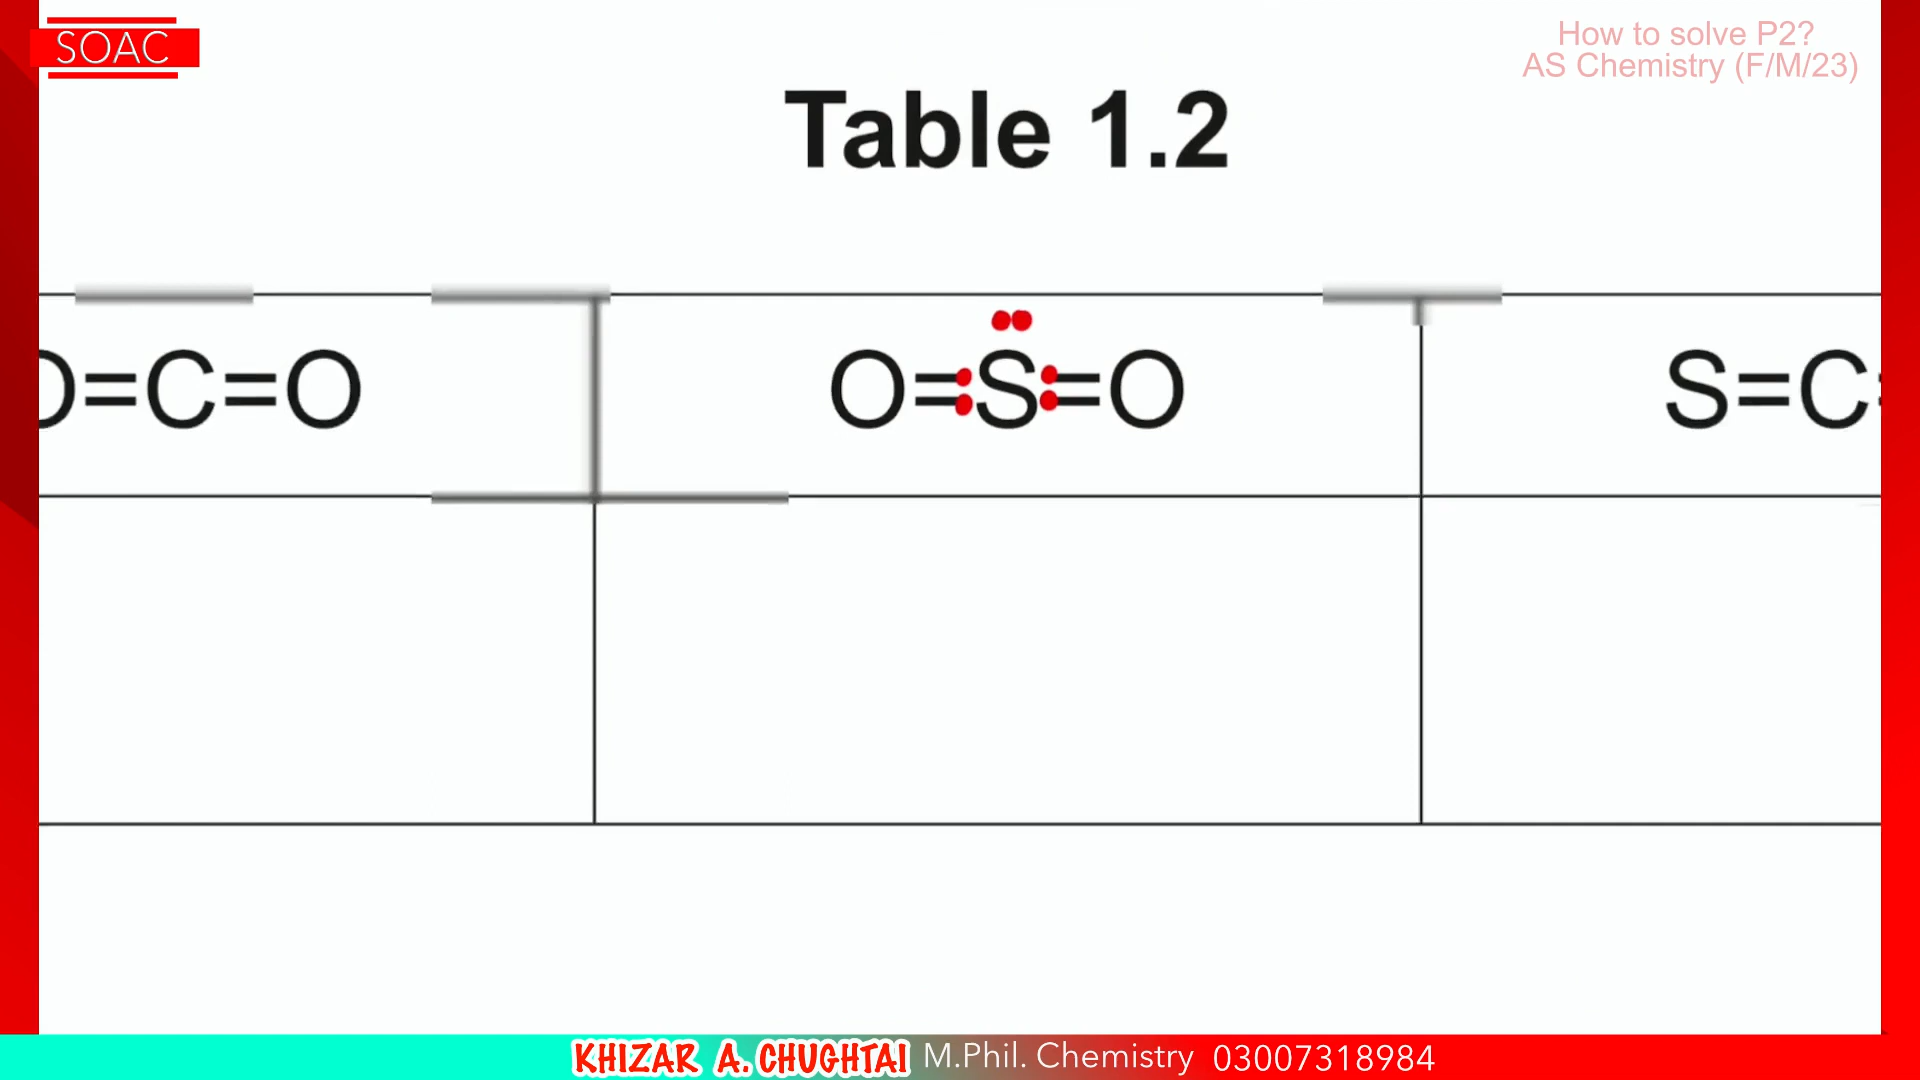 SOAC
How to solve P2?
AS Chemistry (F/M/23)
Table 1.2
O=C=O
O=S=O
S=C=
KHIZAR A. CHUGHTAI M.Phil. Chemistry 03007318984